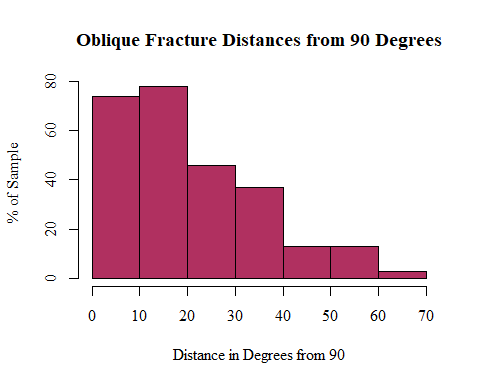 Oblique Fracture Distances from 90 Degrees
% of Sample
80
60
40
20
0
0 10 20 30 40 50 60 70
Distance in Degrees from 90